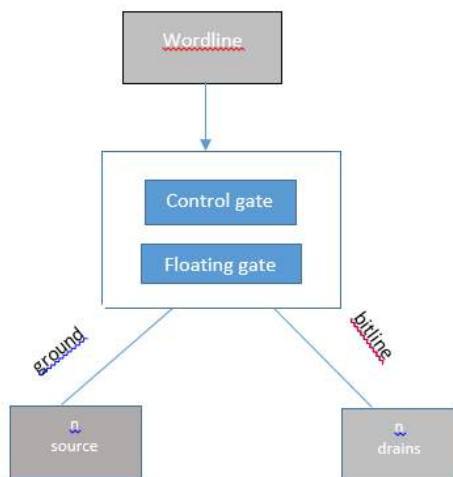 Wordline
Control gate
Floating gate
ground
bitline
n
source
n
drains